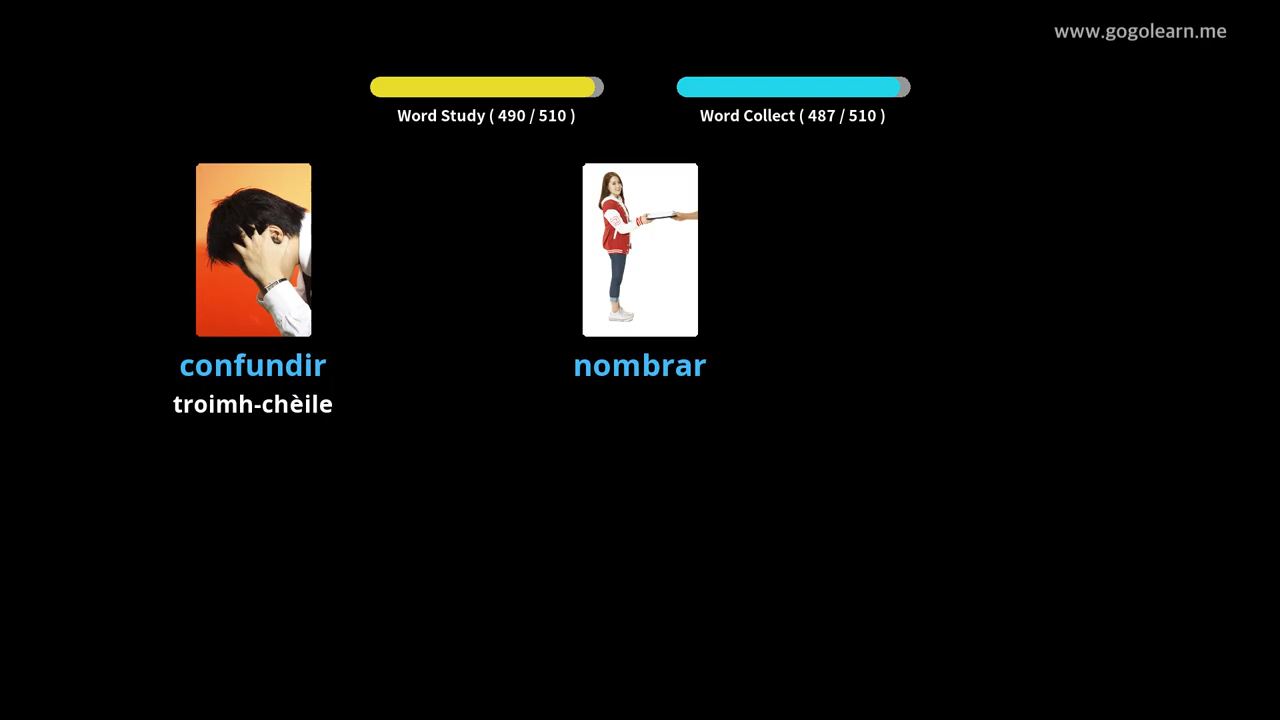 www.gogolearn.me
Word Study ( 490 / 510 )
Word Collect ( 487 / 510 )
confundir
troimh-chèile
nombrar